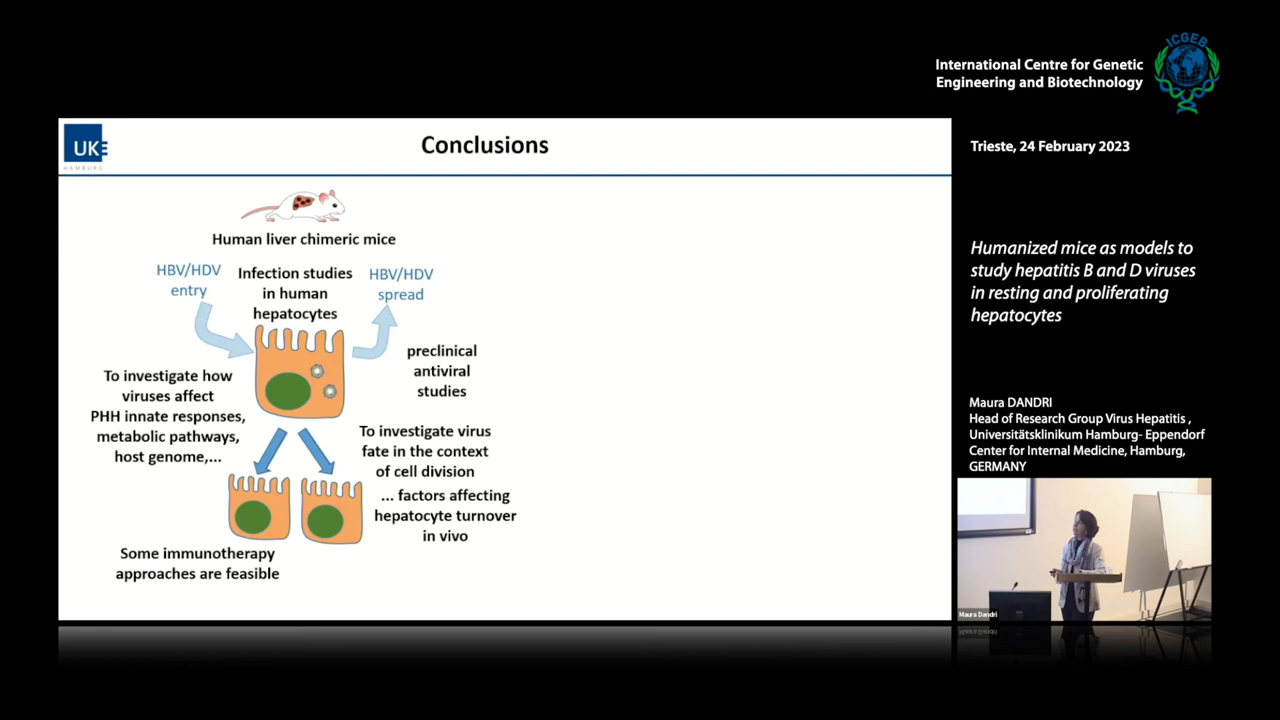 ICGEB
International Centre for Genetic
Engineering and Biotechnology
UKE
HAMBURG
Conclusions
Trieste, 24 February 2023
Human liver chimeric mice
HBV/HDV
entry
Infection studies
in human
hepatocytes
HBV/HDV
spread
preclinical
antiviral
studies
To investigate how
viruses affect
PHH innate responses,
metabolic pathways,
host genome,...
To investigate virus
fate in the context
of cell division
... factors affecting
hepatocyte turnover
in vivo
Some immunotherapy
approaches are feasible
Humanized mice as models to
study hepatitis B and D viruses
in resting and proliferating
hepatocytes
Maura DANDRI
Head of Research Group Virus Hepatitis ,
Universitätsklinikum Hamburg- Eppendorf
Center for Internal Medicine, Hamburg,
GERMANY
Maura Dandri